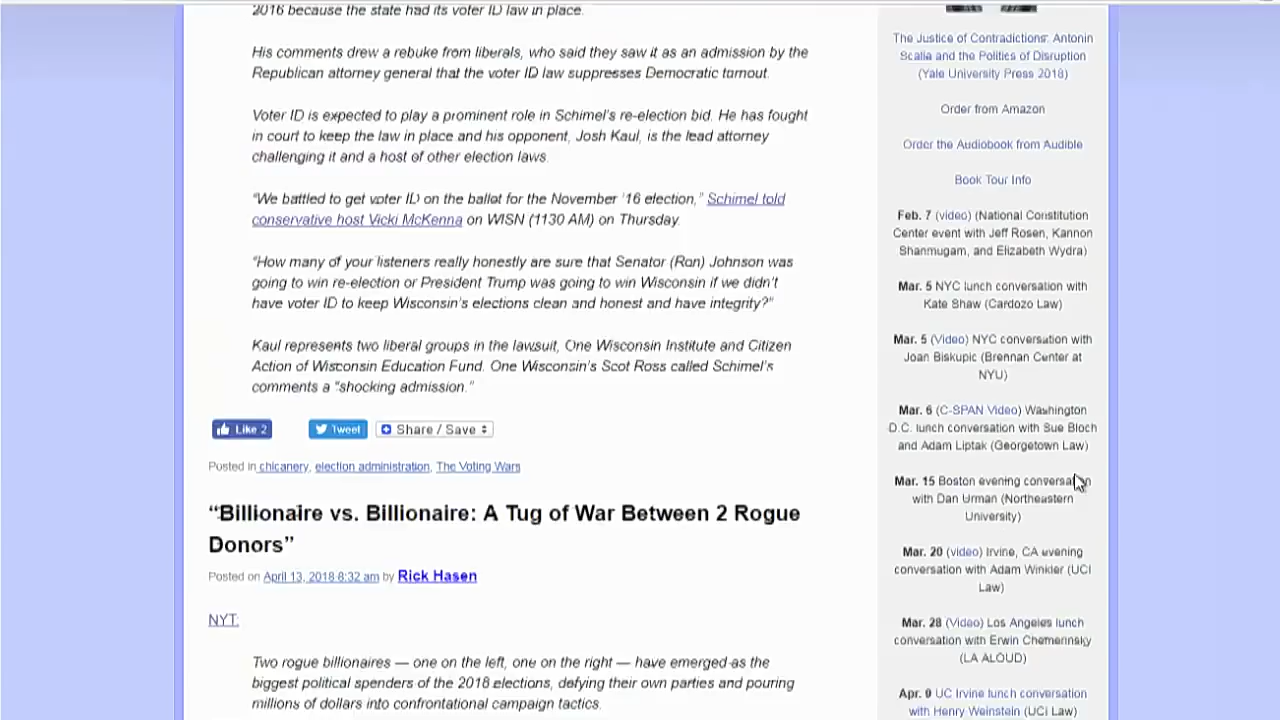 2016 because the state had its voter ID law in place.
His comments drew a rebuke from liberals, who said they saw it as an admission by the
Republican attorney general that the voter ID law suppresses Democratic turnout.
Voter ID is expected to play a prominent role in Schimel's re-election bid. He has fought
in court to keep the law in place and his opponent, Josh Kaul, is the lead attorney
challenging it and a host of other election laws.
“We battled to get voter ID on the ballot for the November '16 election,” Schimel told
conservative host Vicki McKenna on WISN (1130 AM) on Thursday.
“How many of your listeners really honestly are sure that Senator (Ron) Johnson was
going to win re-election or President Trump was going to win Wisconsin if we didn't
have voter ID to keep Wisconsin's elections clean and honest and have integrity?”
Kaul represents two liberal groups in the lawsuit, One Wisconsin Institute and Citizen
Action of Wisconsin Education Fund. One Wisconsin's Scot Ross called Schimel's
comments a “shocking admission.”
Like 2
Tweet
Share / Save
Posted in chicanery, election administration, The Voting Wars
“Billionaire vs. Billionaire: A Tug of War Between 2 Rogue
Donors”
Posted on April 13, 2018 8:32 am by Rick Hasen
NYT:
Two rogue billionaires — one on the left, one on the right — have emerged as the
biggest political spenders of the 2018 elections, defying their own parties and pouring
millions of dollars into confrontational campaign tactics.
The Justice of Contradictions: Antonin
Scalia and the Politics of Disruption
(Yale University Press 2018)
Order from Amazon
Order the Audiobook from Audible
Book Tour Info
Feb. 7 (video) (National Constitution
Center event with Jeff Rosen, Kannon
Shanmugam, and Elizabeth Wydra)
Mar. 5 NYC lunch conversation with
Kate Shaw (Cardozo Law)
Mar. 5 (Video) NYC conversation with
Joan Biskupic (Brennan Center at
NYU)
Mar. 6 (C-SPAN Video) Washington
D.C. lunch conversation with Sue Bloch
and Adam Liptak (Georgetown Law)
Mar. 15 Boston evening conversation
with Dan Urman (Northeastern
University)
Mar. 20 (video) Irvine, CA evening
conversation with Adam Winkler (UCI
Law)
Mar. 28 (Video) Los Angeles lunch
conversation with Erwin Chemerinsky
(LA ALOUD)
Apr. 9 UC Irvine lunch conversation
with Henry Weinstein (UCI Law)